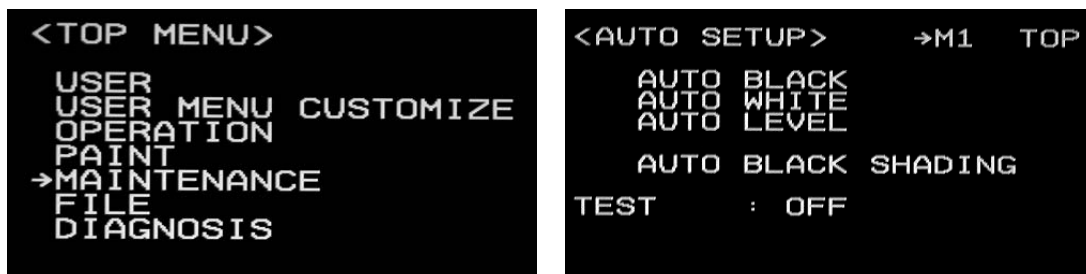 <TOP MENU>
USER
USER MENU CUSTOMIZE
OPERATION
PAINT
→MAINTENANCE
FILE
DIAGNOSIS
<AUTO SETUP> →M1 TOP
AUTO BLACK
AUTO WHITE
AUTO LEVEL
AUTO BLACK SHADING
TEST : OFF